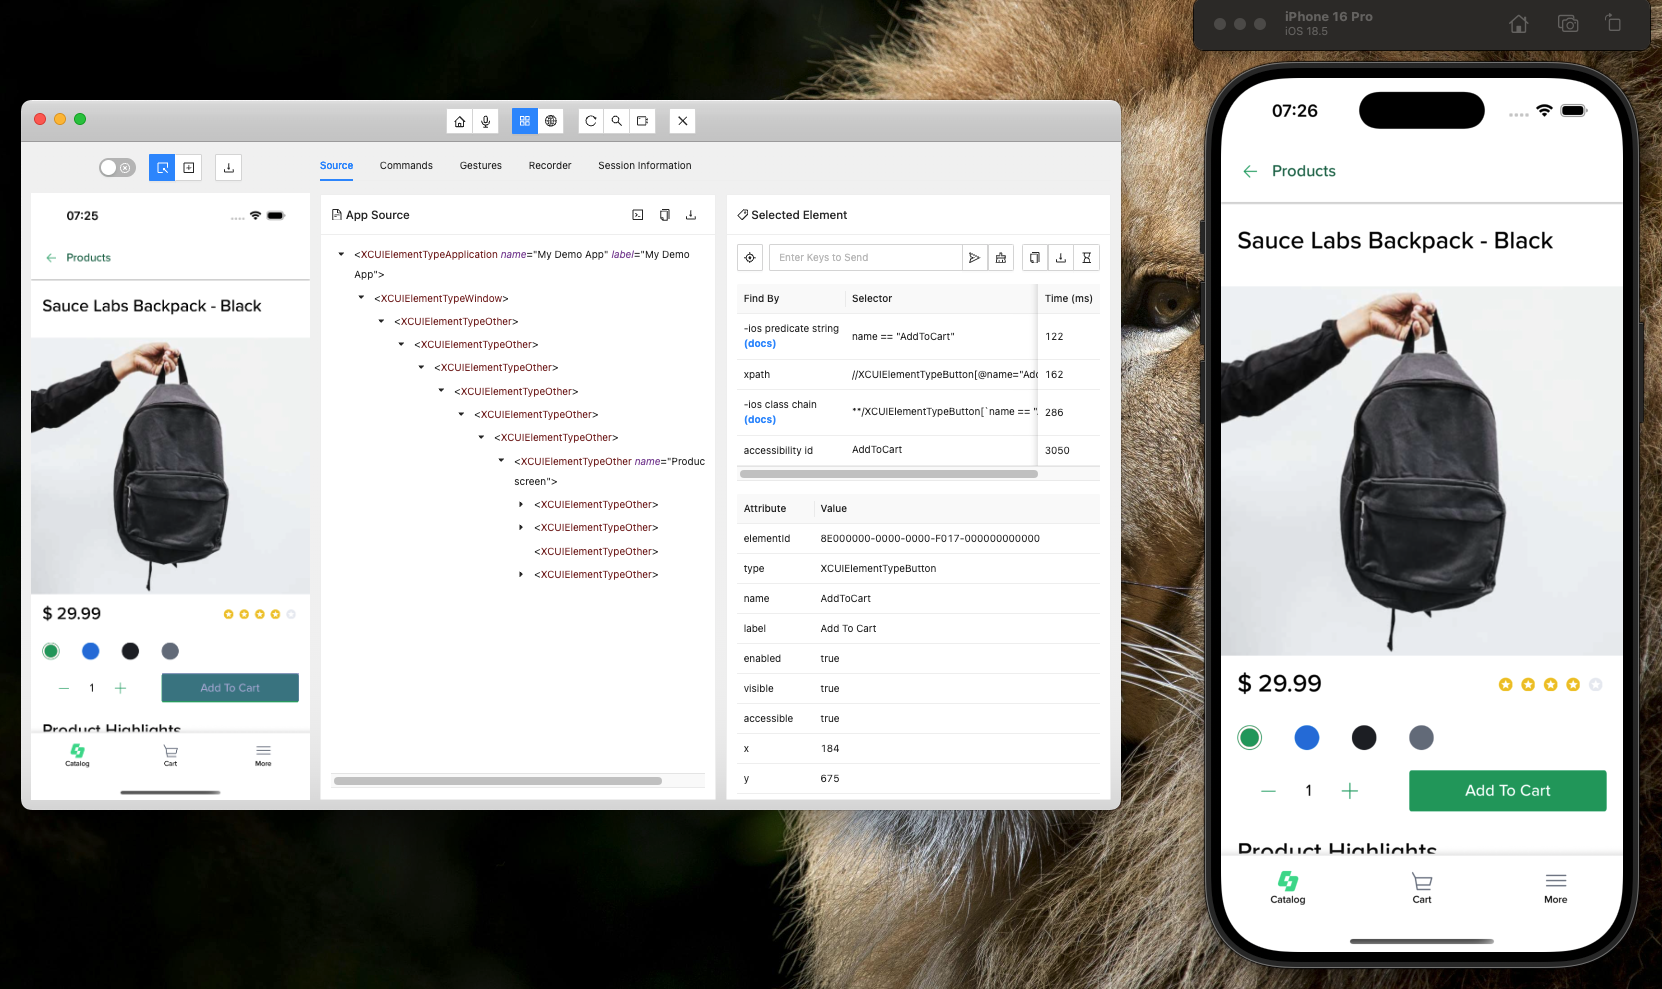 iPhone 16 Pro
iOS 18.5
Source
Commands
Gestures
Recorder
Session Information
07:25
Products
Sauce Labs Backpack - Black
$ 29.99
1
Add To Cart
Product Highlights
Catalog
Cart
More
App Source
<XCUIElementTypeApplication name="My Demo App" label="My Demo
App">
<XCUIElementTypeWindow>
<XCUIElementTypeOther>
<XCUIElementTypeOther>
<XCUIElementTypeOther>
<XCUIElementTypeOther>
<XCUIElementTypeOther>
<XCUIElementTypeOther>
<XCUIElementTypeOther name="Produc
screen">
<XCUIElementTypeOther>
<XCUIElementTypeOther>
<XCUIElementTypeOther>
<XCUIElementTypeOther>
Selected Element
Enter Keys to Send
Find By
Selector
Time (ms)
-ios predicate string
(docs)
name == "AddToCart"
122
xpath
//XCUIElementTypeButton[@name="Add
162
-ios class chain
(docs)
**/XCUIElementTypeButton[`name == "
286
accessibility id
AddToCart
3050
Attribute
Value
elementId
8E000000-0000-0000-F017-000000000000
type
XCUIElementTypeButton
name
AddToCart
label
Add To Cart
enabled
true
visible
true
accessible
true
x
184
y
675
07:26
Products
Sauce Labs Backpack - Black
$ 29.99
1
Add To Cart
Product Highlights
Catalog
Cart
More